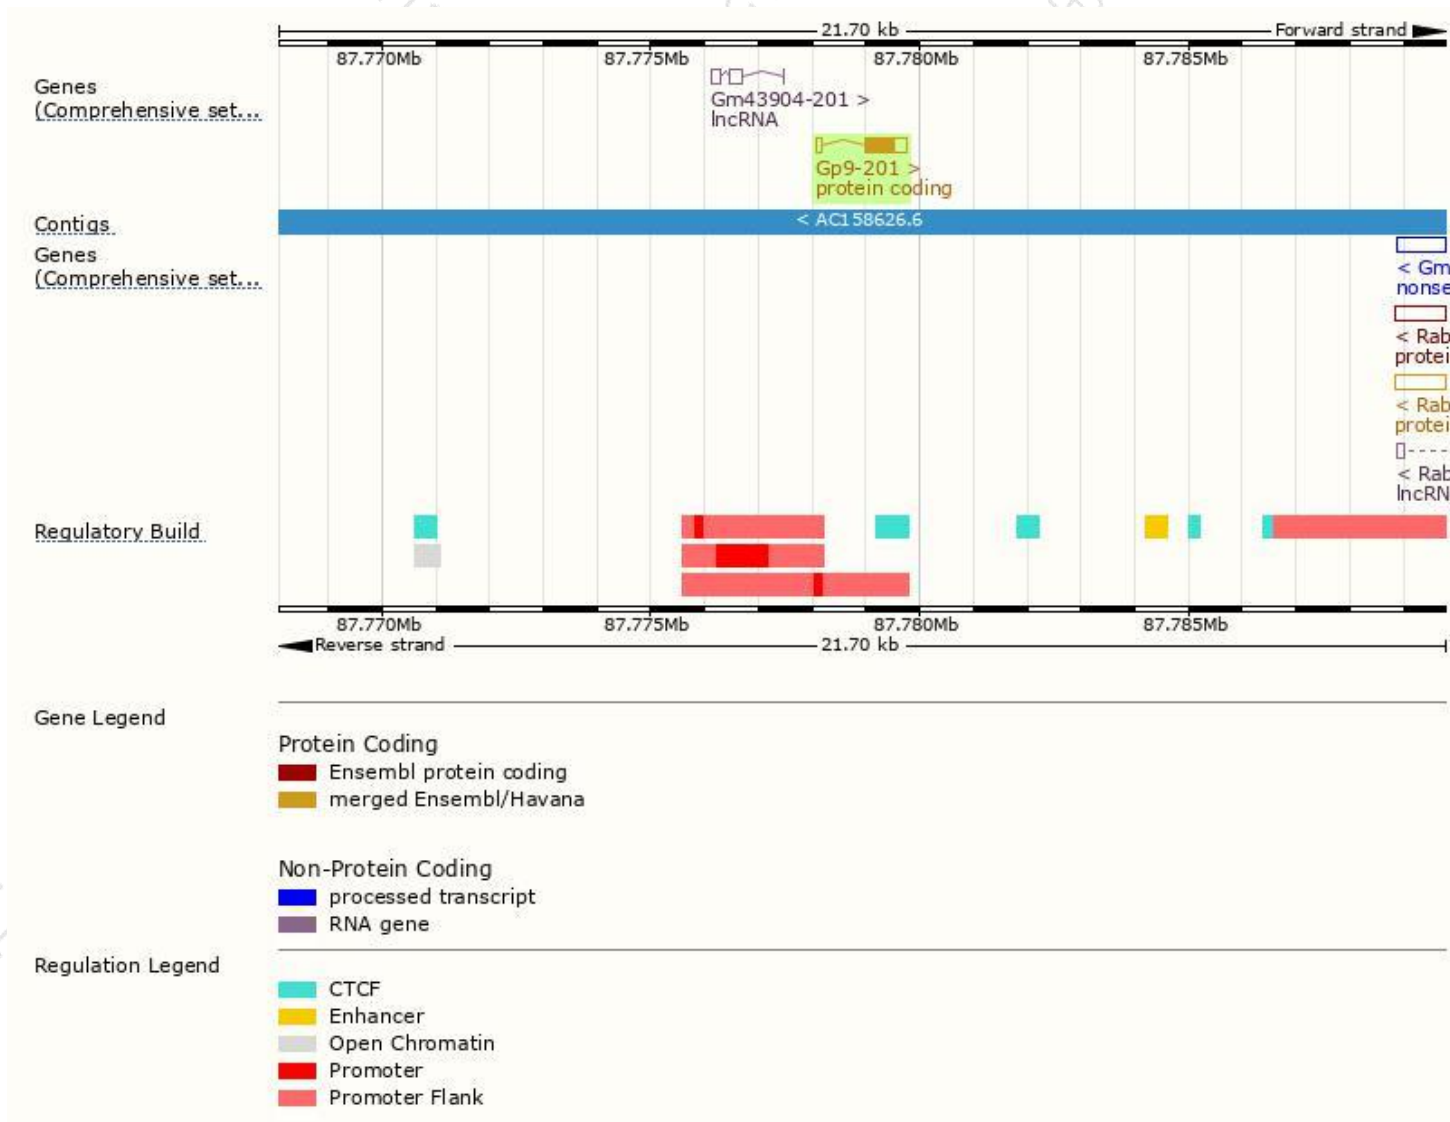 21.70 kb Forward strand
87.770Mb 87.775Mb 87.780Mb 87.785Mb
Genes
(Comprehensive set...
Gm43904-201 >
lncRNA
Gp9-201 >
protein coding
Contigs
< AC158626.6
Genes
(Comprehensive set...
< Gm
nonse
< Rab
protei
< Rab
protei
< Rab
lncRN
Regulatory Build
87.770Mb 87.775Mb 87.780Mb 87.785Mb
Reverse strand 21.70 kb
Gene Legend
Protein Coding
Ensembl protein coding
merged Ensembl/Havana
Non-Protein Coding
processed transcript
RNA gene
Regulation Legend
CTCF
Enhancer
Open Chromatin
Promoter
Promoter Flank